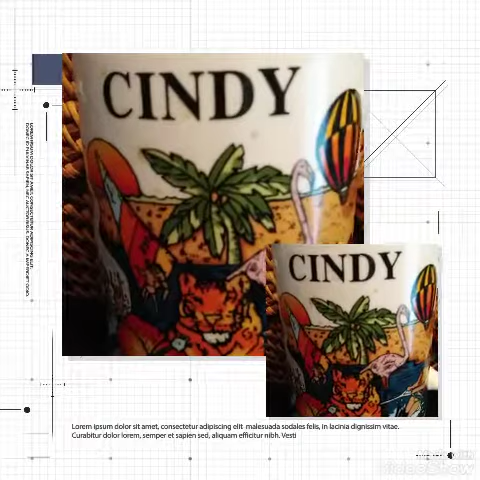 CINDY
CINDY
Lorem ipsum dolor sit amet, consectetur adipiscing elit malesuada sodales felis, in lacinia dignissim vitae.
Curabitur dolor lorem, semper et sapien sed, aliquam efficitur nibh. Vesti
VideoShow